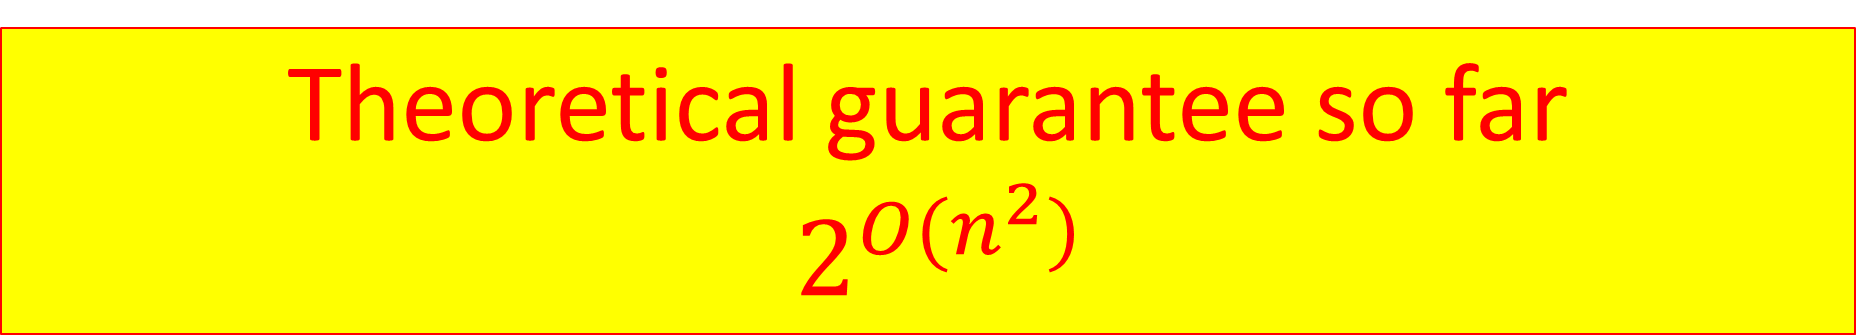 Theoretical guarantee so far
$2^{O(n^2)}$